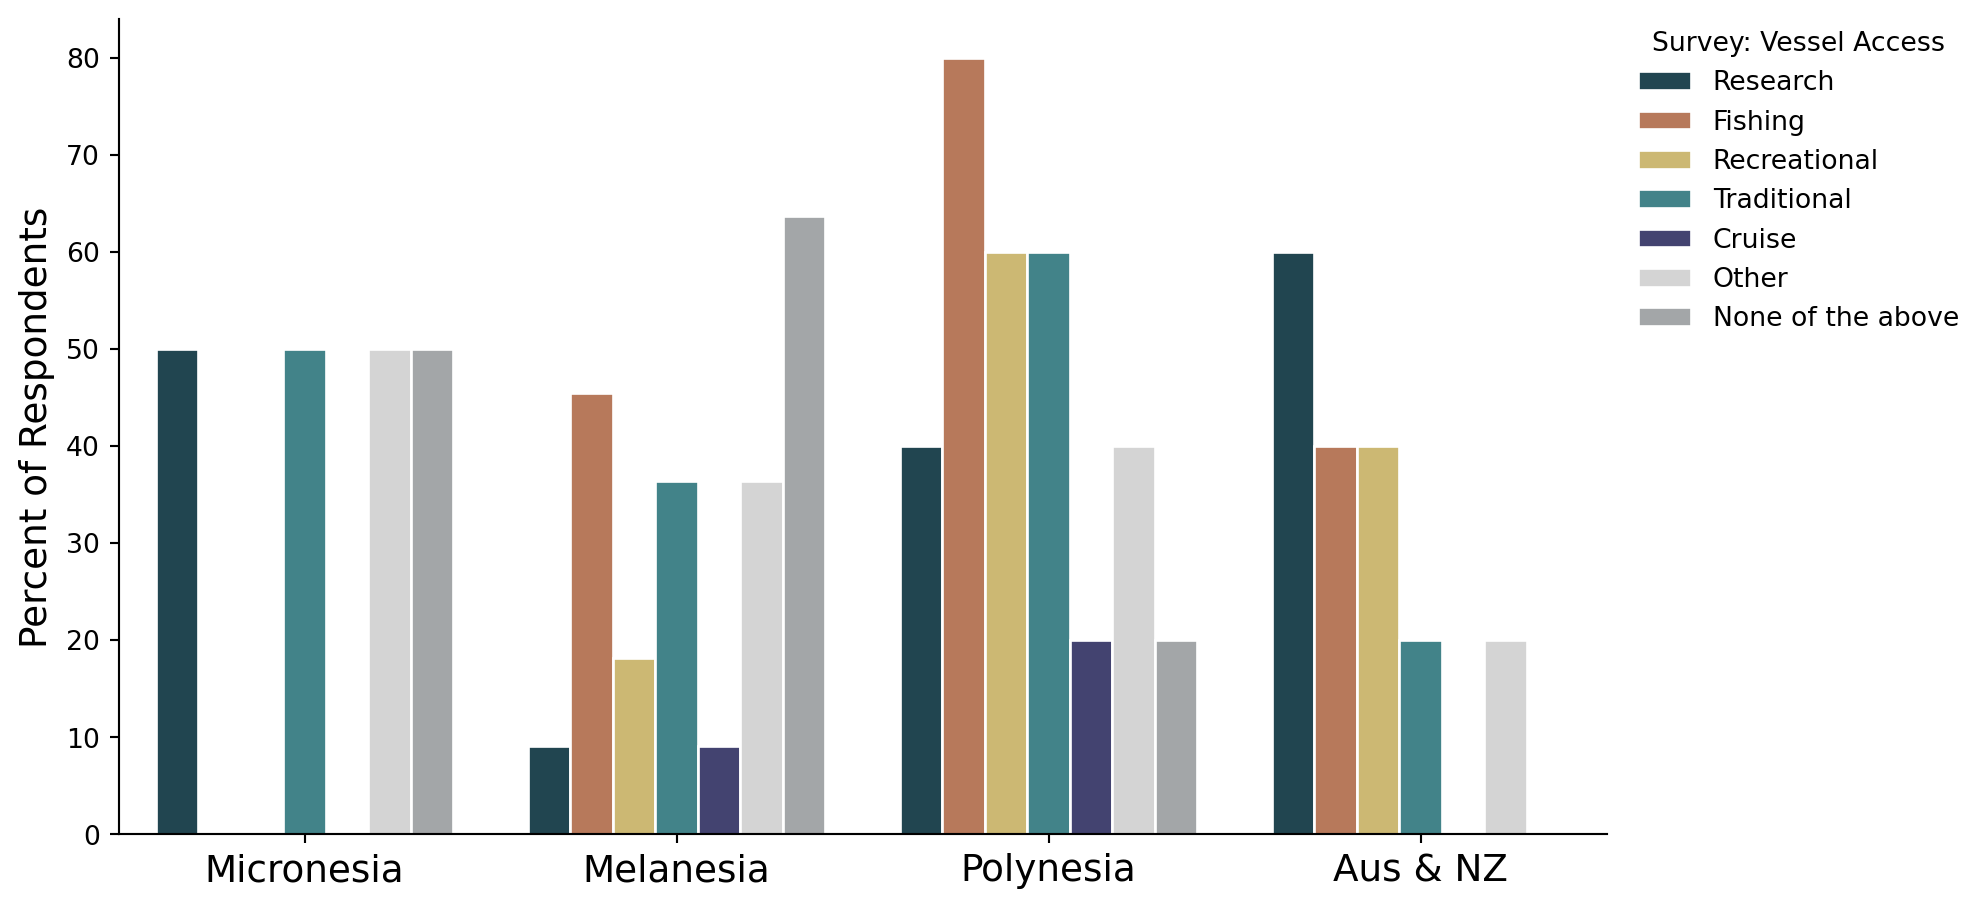 Percent of Respondents
80
70
60
50
40
30
20
10
0
Micronesia
Melanesia
Polynesia
Aus & NZ
Survey: Vessel Access
Research
Fishing
Recreational
Traditional
Cruise
Other
None of the above